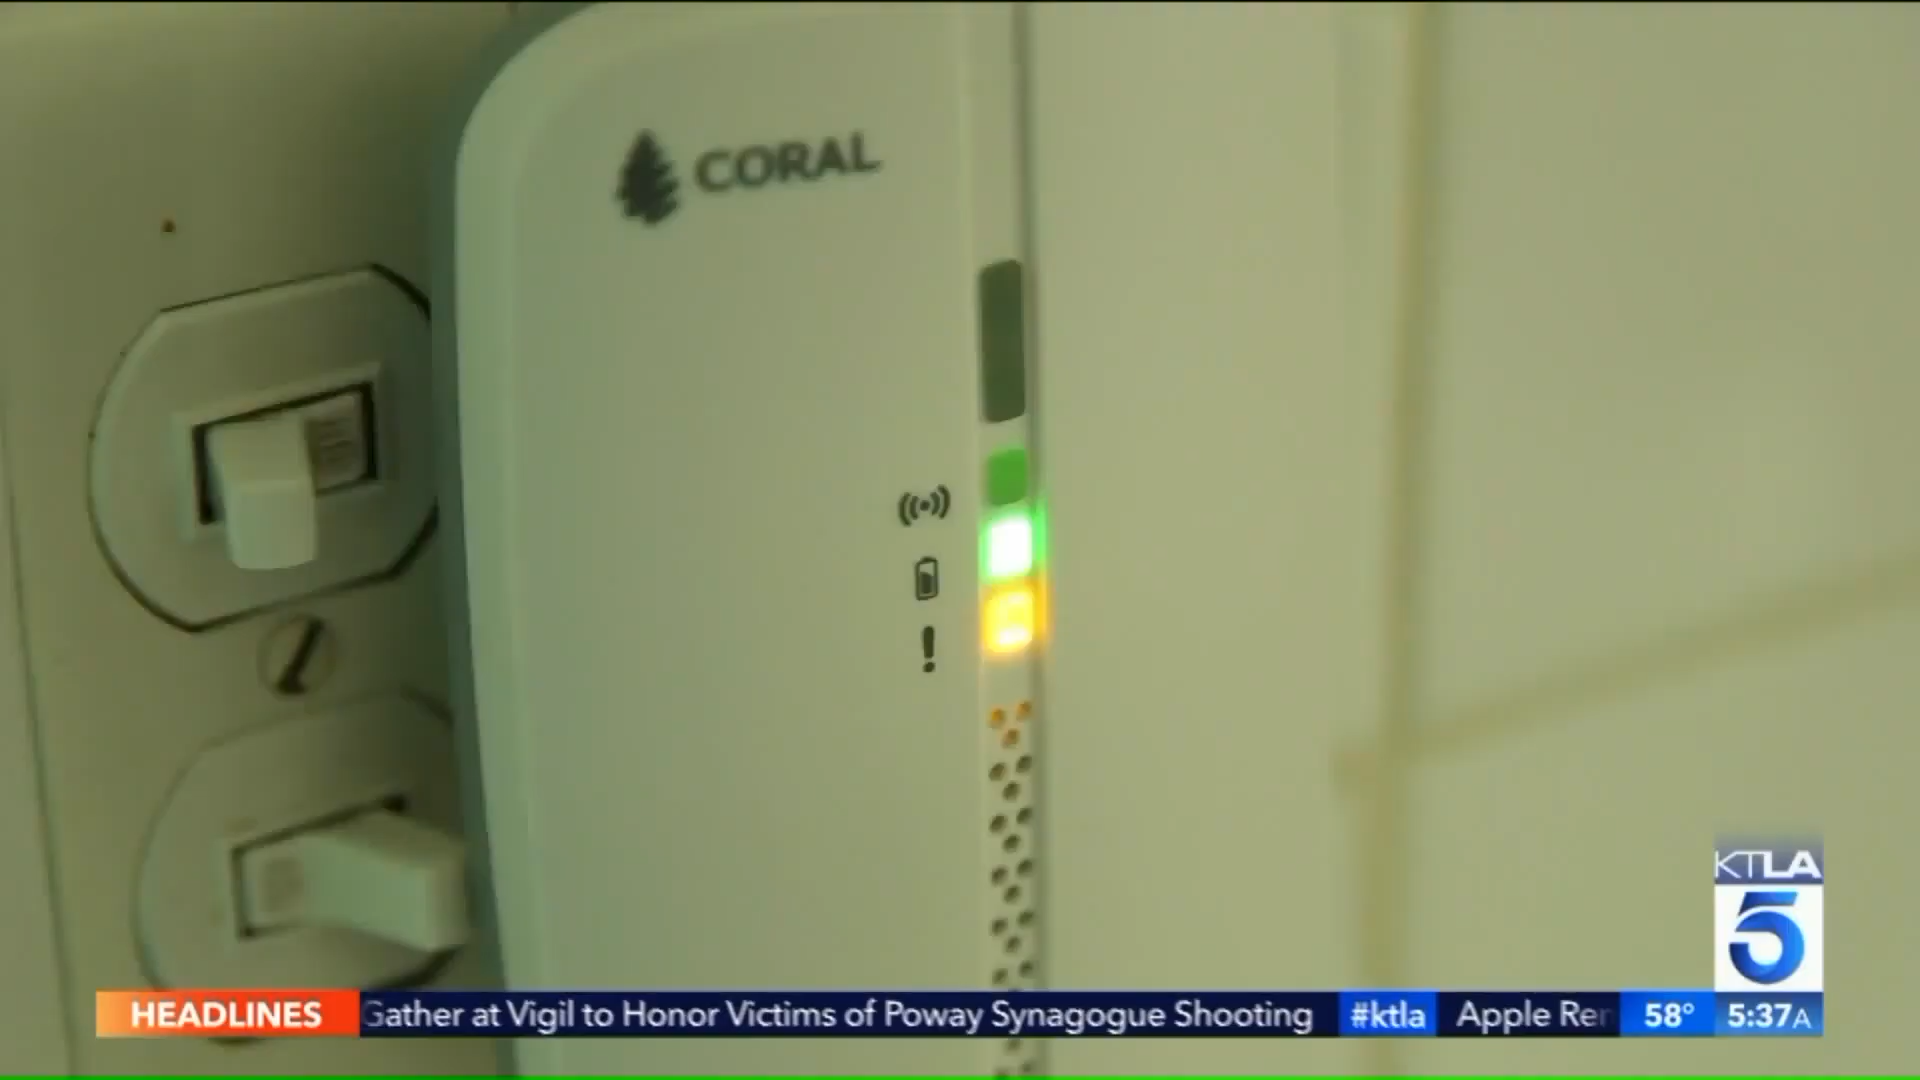 CORAL
KTLA
5
HEADLINES Gather at Vigil to Honor Victims of Poway Synagogue Shooting #ktla Apple 58° 5:37A